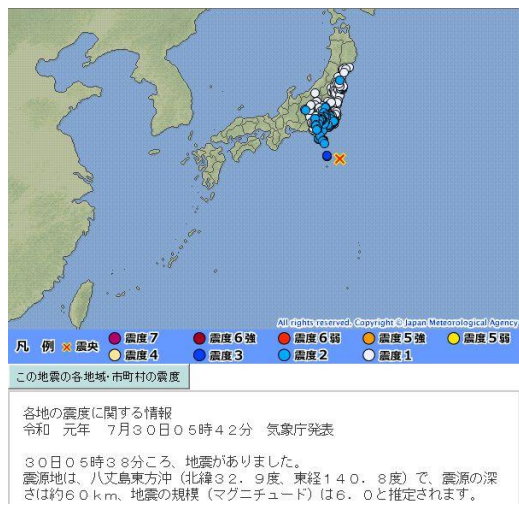 All rights reserved. Copyright © Japan Meteorological Agency
凡 例 × 震央 震度7 震度6強 震度6弱 震度5強 震度5弱
震度4 震度3 震度2 震度1
この地震の各地域・市町村の震度
各地の震度に関する情報
令和 元年 7月30日05時42分 気象庁発表
30日05時38分ころ、地震がありました。
震源地は、八丈島東方沖(北緯32.9度、東経140.8度)で、震源の深
さは約60km、地震の規模(マグニチュード)は6.0と推定されます。